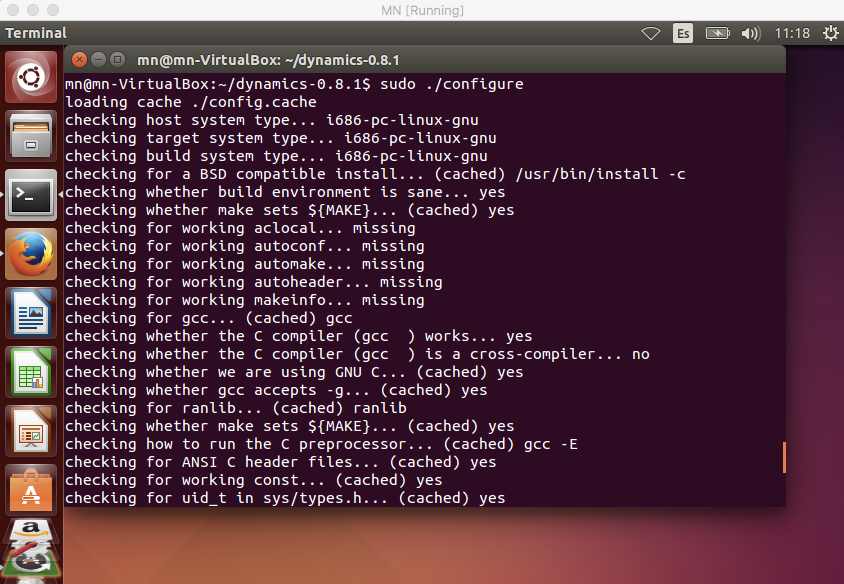 MN [Running]
Terminal
Es
11:18
mn@mn-VirtualBox: ~/dynamics-0.8.1
mn@mn-VirtualBox:~/dynamics-0.8.1$ sudo ./configure
loading cache ./config.cache
checking host system type... i686-pc-linux-gnu
checking target system type... i686-pc-linux-gnu
checking build system type... i686-pc-linux-gnu
checking for a BSD compatible install... (cached) /usr/bin/install -c
checking whether build environment is sane... yes
checking whether make sets ${MAKE}... (cached) yes
checking for working aclocal... missing
checking for working autoconf... missing
checking for working automake... missing
checking for working autoheader... missing
checking for working makeinfo... missing
checking for gcc... (cached) gcc
checking whether the C compiler (gcc  ) works... yes
checking whether the C compiler (gcc  ) is a cross-compiler... no
checking whether we are using GNU C... (cached) yes
checking whether gcc accepts -g... (cached) yes
checking for ranlib... (cached) ranlib
checking whether make sets ${MAKE}... (cached) yes
checking how to run the C preprocessor... (cached) gcc -E
checking for ANSI C header files... (cached) yes
checking for working const... (cached) yes
checking for uid_t in sys/types.h... (cached) yes